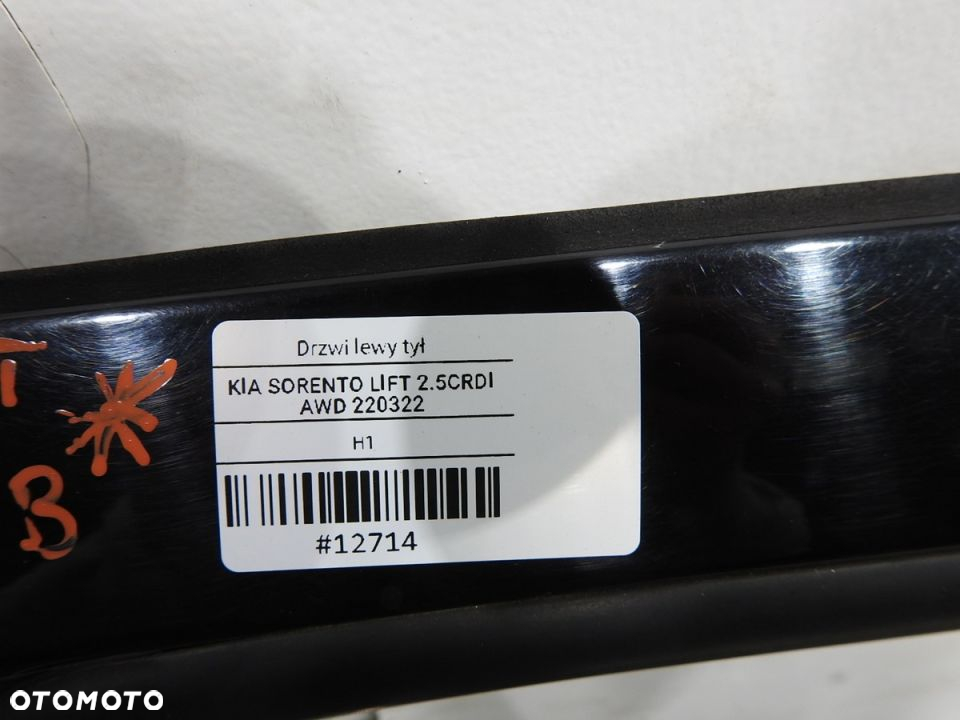 Drzwi lewy tył
KIA SORENTO LIFT 2.5CRDI
AWD 220322
H1
#12714
T
*
B
OTOMOTO